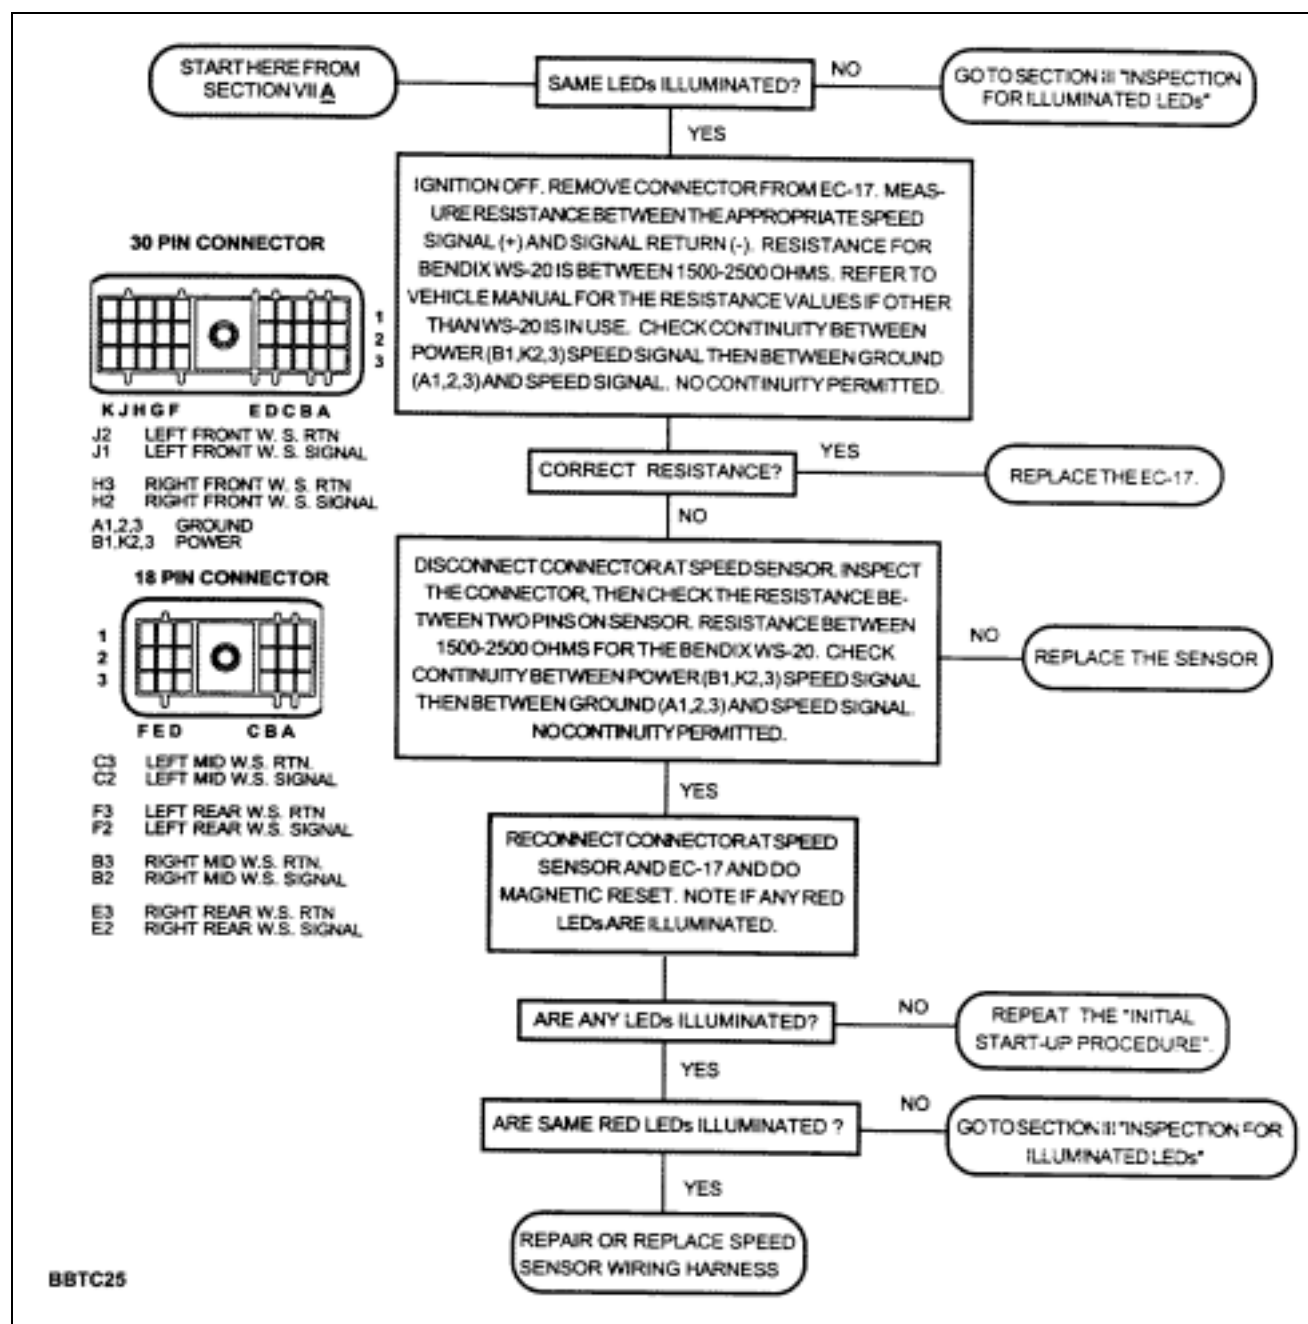 START HERE FROM
SECTION VII A
SAME LEDs ILLUMINATED?
NO
GO TO SECTION III "INSPECTION
FOR ILLUMINATED LEDs"
YES
IGNITION OFF. REMOVE CONNECTOR FROM EC-17. MEAS-
URE RESISTANCE BETWEEN THE APPROPRIATE SPEED
SIGNAL (+) AND SIGNAL RETURN (-). RESISTANCE FOR
BENDIX WS-20 IS BETWEEN 1500-2500 OHMS. REFER TO
VEHICLE MANUAL FOR THE RESISTANCE VALUES IF OTHER
THAN WS-20 IS IN USE. CHECK CONTINUITY BETWEEN
POWER (B1,K2,3) SPEED SIGNAL THEN BETWEEN GROUND
(A1,2,3) AND SPEED SIGNAL. NO CONTINUITY PERMITTED.
30 PIN CONNECTOR
1
2
3
K J H G F E D C B A
J2 LEFT FRONT W. S. RTN
J1 LEFT FRONT W. S. SIGNAL
H3 RIGHT FRONT W. S. RTN
H2 RIGHT FRONT W. S. SIGNAL
A1,2,3 GROUND
B1,K2,3 POWER
CORRECT RESISTANCE?
YES
REPLACE THE EC-17.
NO
DISCONNECT CONNECTOR AT SPEED SENSOR. INSPECT
THE CONNECTOR, THEN CHECK THE RESISTANCE BE-
TWEEN TWO PINS ON SENSOR. RESISTANCE BETWEEN
1500-2500 OHMS FOR THE BENDIX WS-20. CHECK
CONTINUITY BETWEEN POWER (B1,K2,3) SPEED SIGNAL
THEN BETWEEN GROUND (A1,2,3) AND SPEED SIGNAL.
NO CONTINUITY PERMITTED.
NO
REPLACE THE SENSOR
18 PIN CONNECTOR
1
2
3
F E D C B A
C3 LEFT MID W.S. RTN.
C2 LEFT MID W.S. SIGNAL
F3 LEFT REAR W.S. RTN
F2 LEFT REAR W.S. SIGNAL
B3 RIGHT MID W.S. RTN.
B2 RIGHT MID W.S. SIGNAL
E3 RIGHT REAR W.S. RTN
E2 RIGHT REAR W.S. SIGNAL
YES
RECONNECT CONNECTOR AT SPEED
SENSOR AND EC-17 AND DO
MAGNETIC RESET. NOTE IF ANY RED
LEDs ARE ILLUMINATED.
ARE ANY LEDs ILLUMINATED?
NO
REPEAT THE "INITIAL
START-UP PROCEDURE".
YES
ARE SAME RED LEDs ILLUMINATED ?
NO
GO TO SECTION III "INSPECTION FOR
ILLUMINATED LEDs"
YES
REPAIR OR REPLACE SPEED
SENSOR WIRING HARNESS
BBTC25